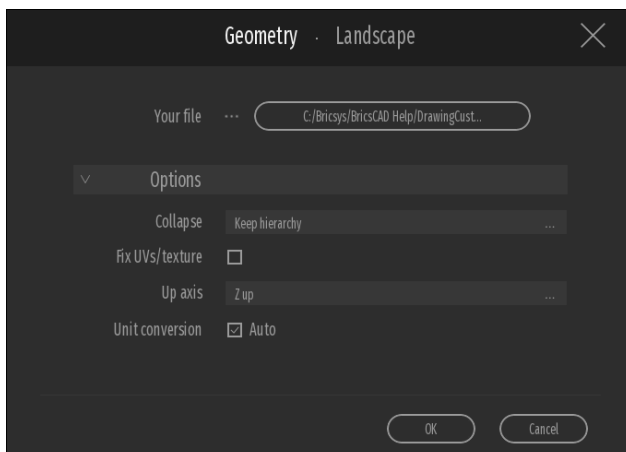 Geometry · Landscape
Your file ... C:/Bricsys/BricsCAD Help/DrawingCust...
Options
Collapse Keep hierarchy ...
Fix UVs/texture
Up axis Z up ...
Unit conversion Auto
OK Cancel